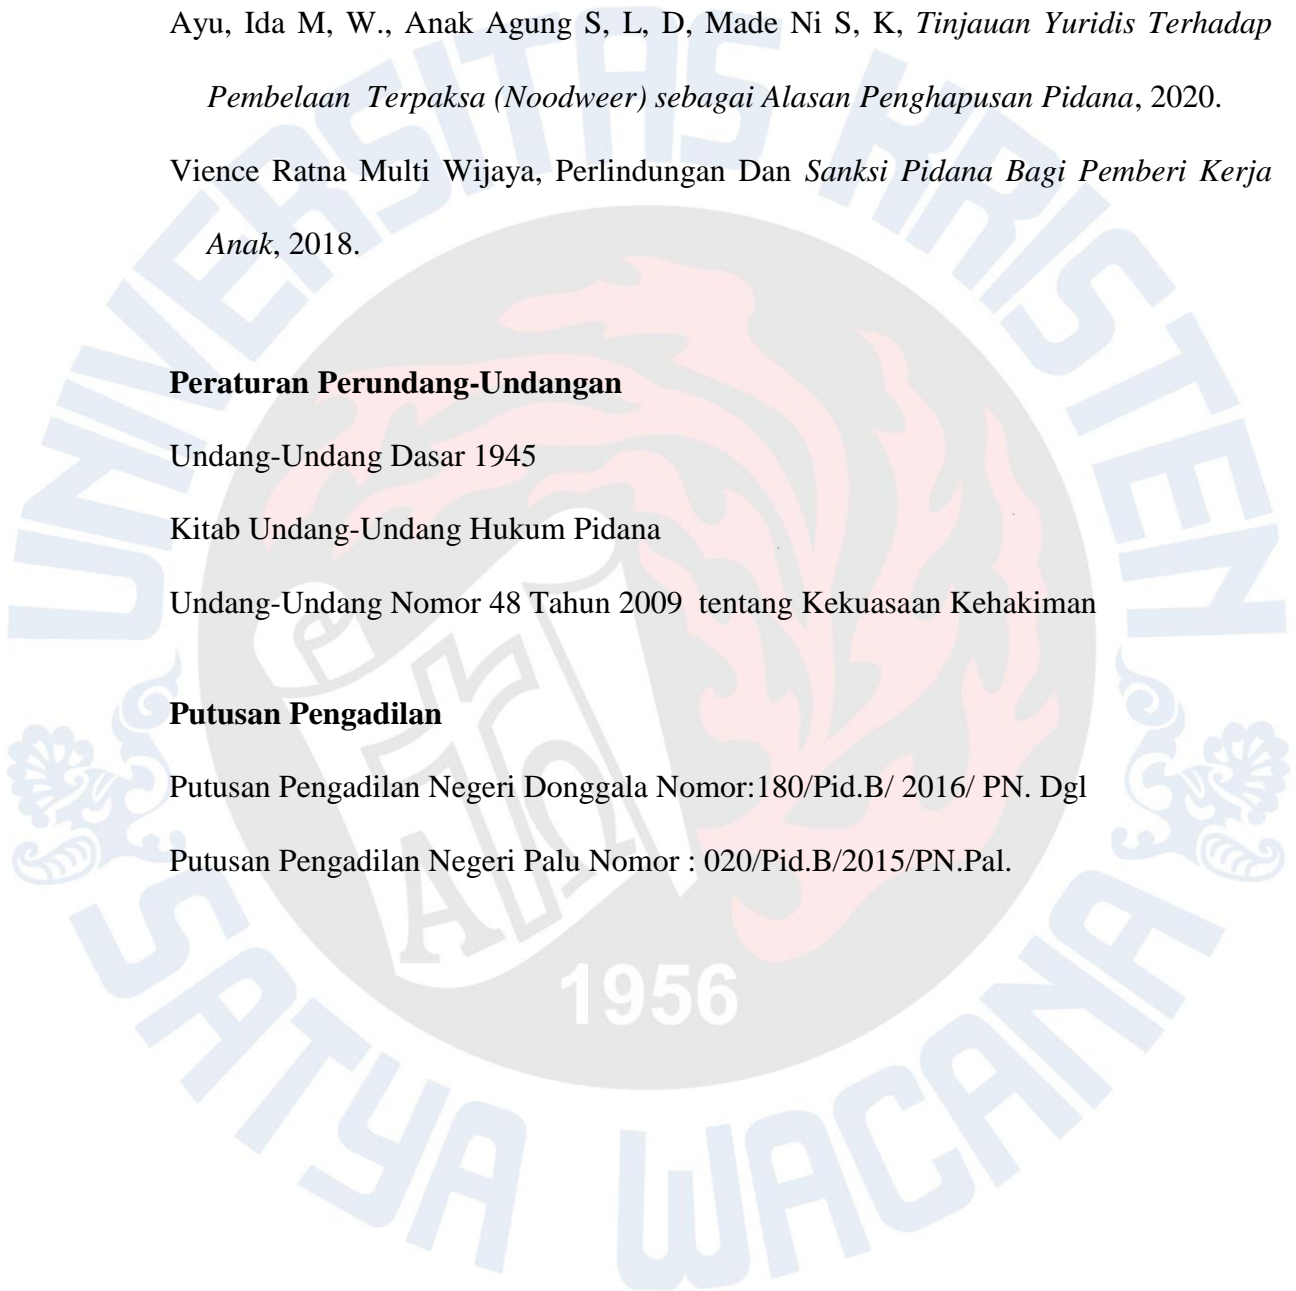 Ayu, Ida M, W., Anak Agung S, L, D, Made Ni S, K, Tinjauan Yuridis Terhadap
Pembelaan  Terpaksa (Noodweer) sebagai Alasan Penghapusan Pidana, 2020.
Vience Ratna Multi Wijaya, Perlindungan Dan Sanksi Pidana Bagi Pemberi Kerja
Anak, 2018.
Peraturan Perundang-Undangan
Undang-Undang Dasar 1945
Kitab Undang-Undang Hukum Pidana
Undang-Undang Nomor 48 Tahun 2009  tentang Kekuasaan Kehakiman
Putusan Pengadilan
Putusan Pengadilan Negeri Donggala Nomor:180/Pid.B/ 2016/ PN. Dgl
Putusan Pengadilan Negeri Palu Nomor : 020/Pid.B/2015/PN.Pal.
UNIVERSITAS KRISTEN
SATYA WACANA
ΑΩ
1956